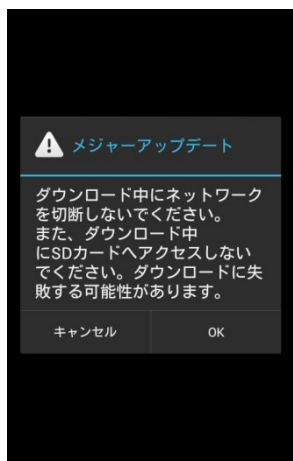 メジャーアップデート
ダウンロード中にネットワーク
を切断しないでください。
また、ダウンロード中
にSDカードへアクセスしない
でください。ダウンロードに失
敗する可能性があります。
キャンセル
OK